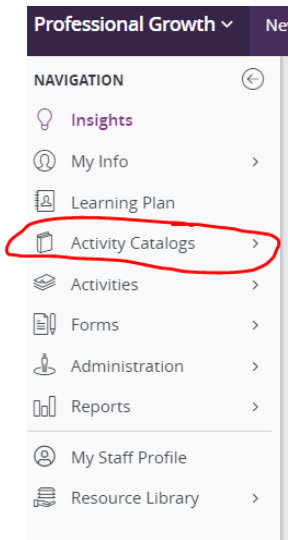 Professional Growth
NAVIGATION
Insights
My Info
Learning Plan
Activity Catalogs
Activities
Forms
Administration
Reports
My Staff Profile
Resource Library